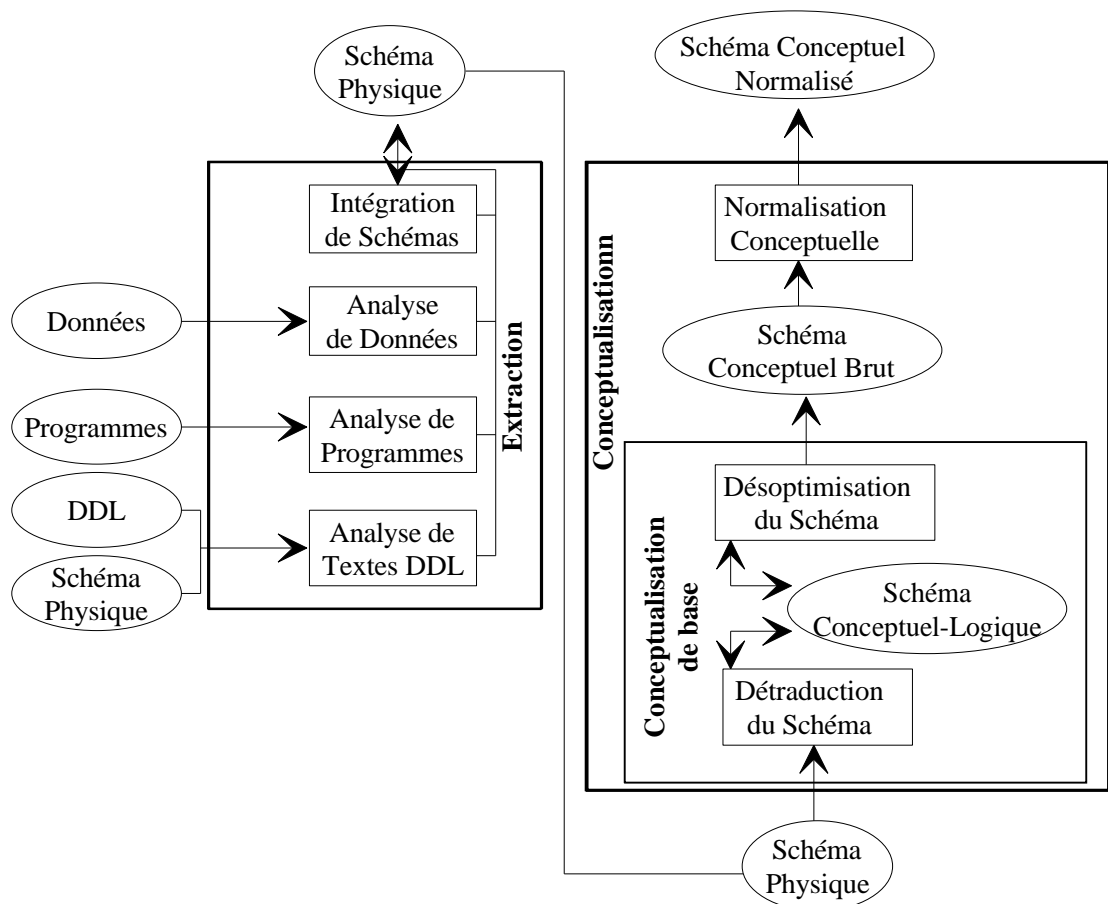 Schéma
Physique
Intégration
de Schémas
Données
Analyse
de Données
Programmes
Analyse de
Programmes
DDL
Schéma
Physique
Analyse de
Textes DDL
Extraction
Schéma Conceptuel
Normalisé
Conceptualisationn
Normalisation
Conceptuelle
Schéma
Conceptuel Brut
Conceptualisation
de base
Désoptimisation
du Schéma
Schéma
Conceptuel-Logique
Détraduction
du Schéma
Schéma
Physique